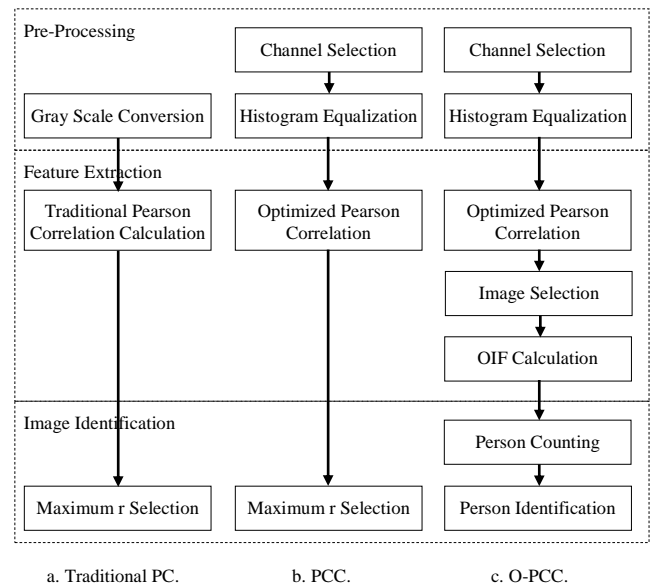 Pre-Processing
Channel Selection
Channel Selection
Gray Scale Conversion
Histogram Equalization
Histogram Equalization
Feature Extraction
Traditional Pearson
Correlation Calculation
Optimized Pearson
Correlation
Optimized Pearson
Correlation
Image Selection
OIF Calculation
Image Identification
Person Counting
Maximum r Selection
Maximum r Selection
Person Identification
a. Traditional PC.
b. PCC.
c. O-PCC.